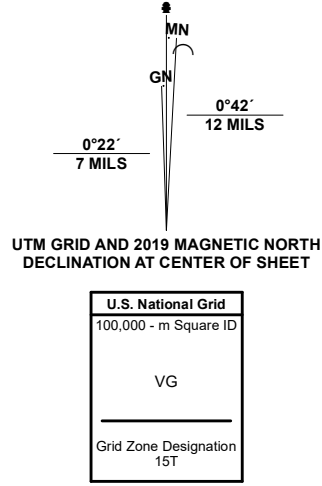 MN
GN
0°42´
12 MILS
0°22´
7 MILS
UTM GRID AND 2019 MAGNETIC NORTH
DECLINATION AT CENTER OF SHEET
U.S. National Grid
100,000 - m Square ID
VG
Grid Zone Designation
15T